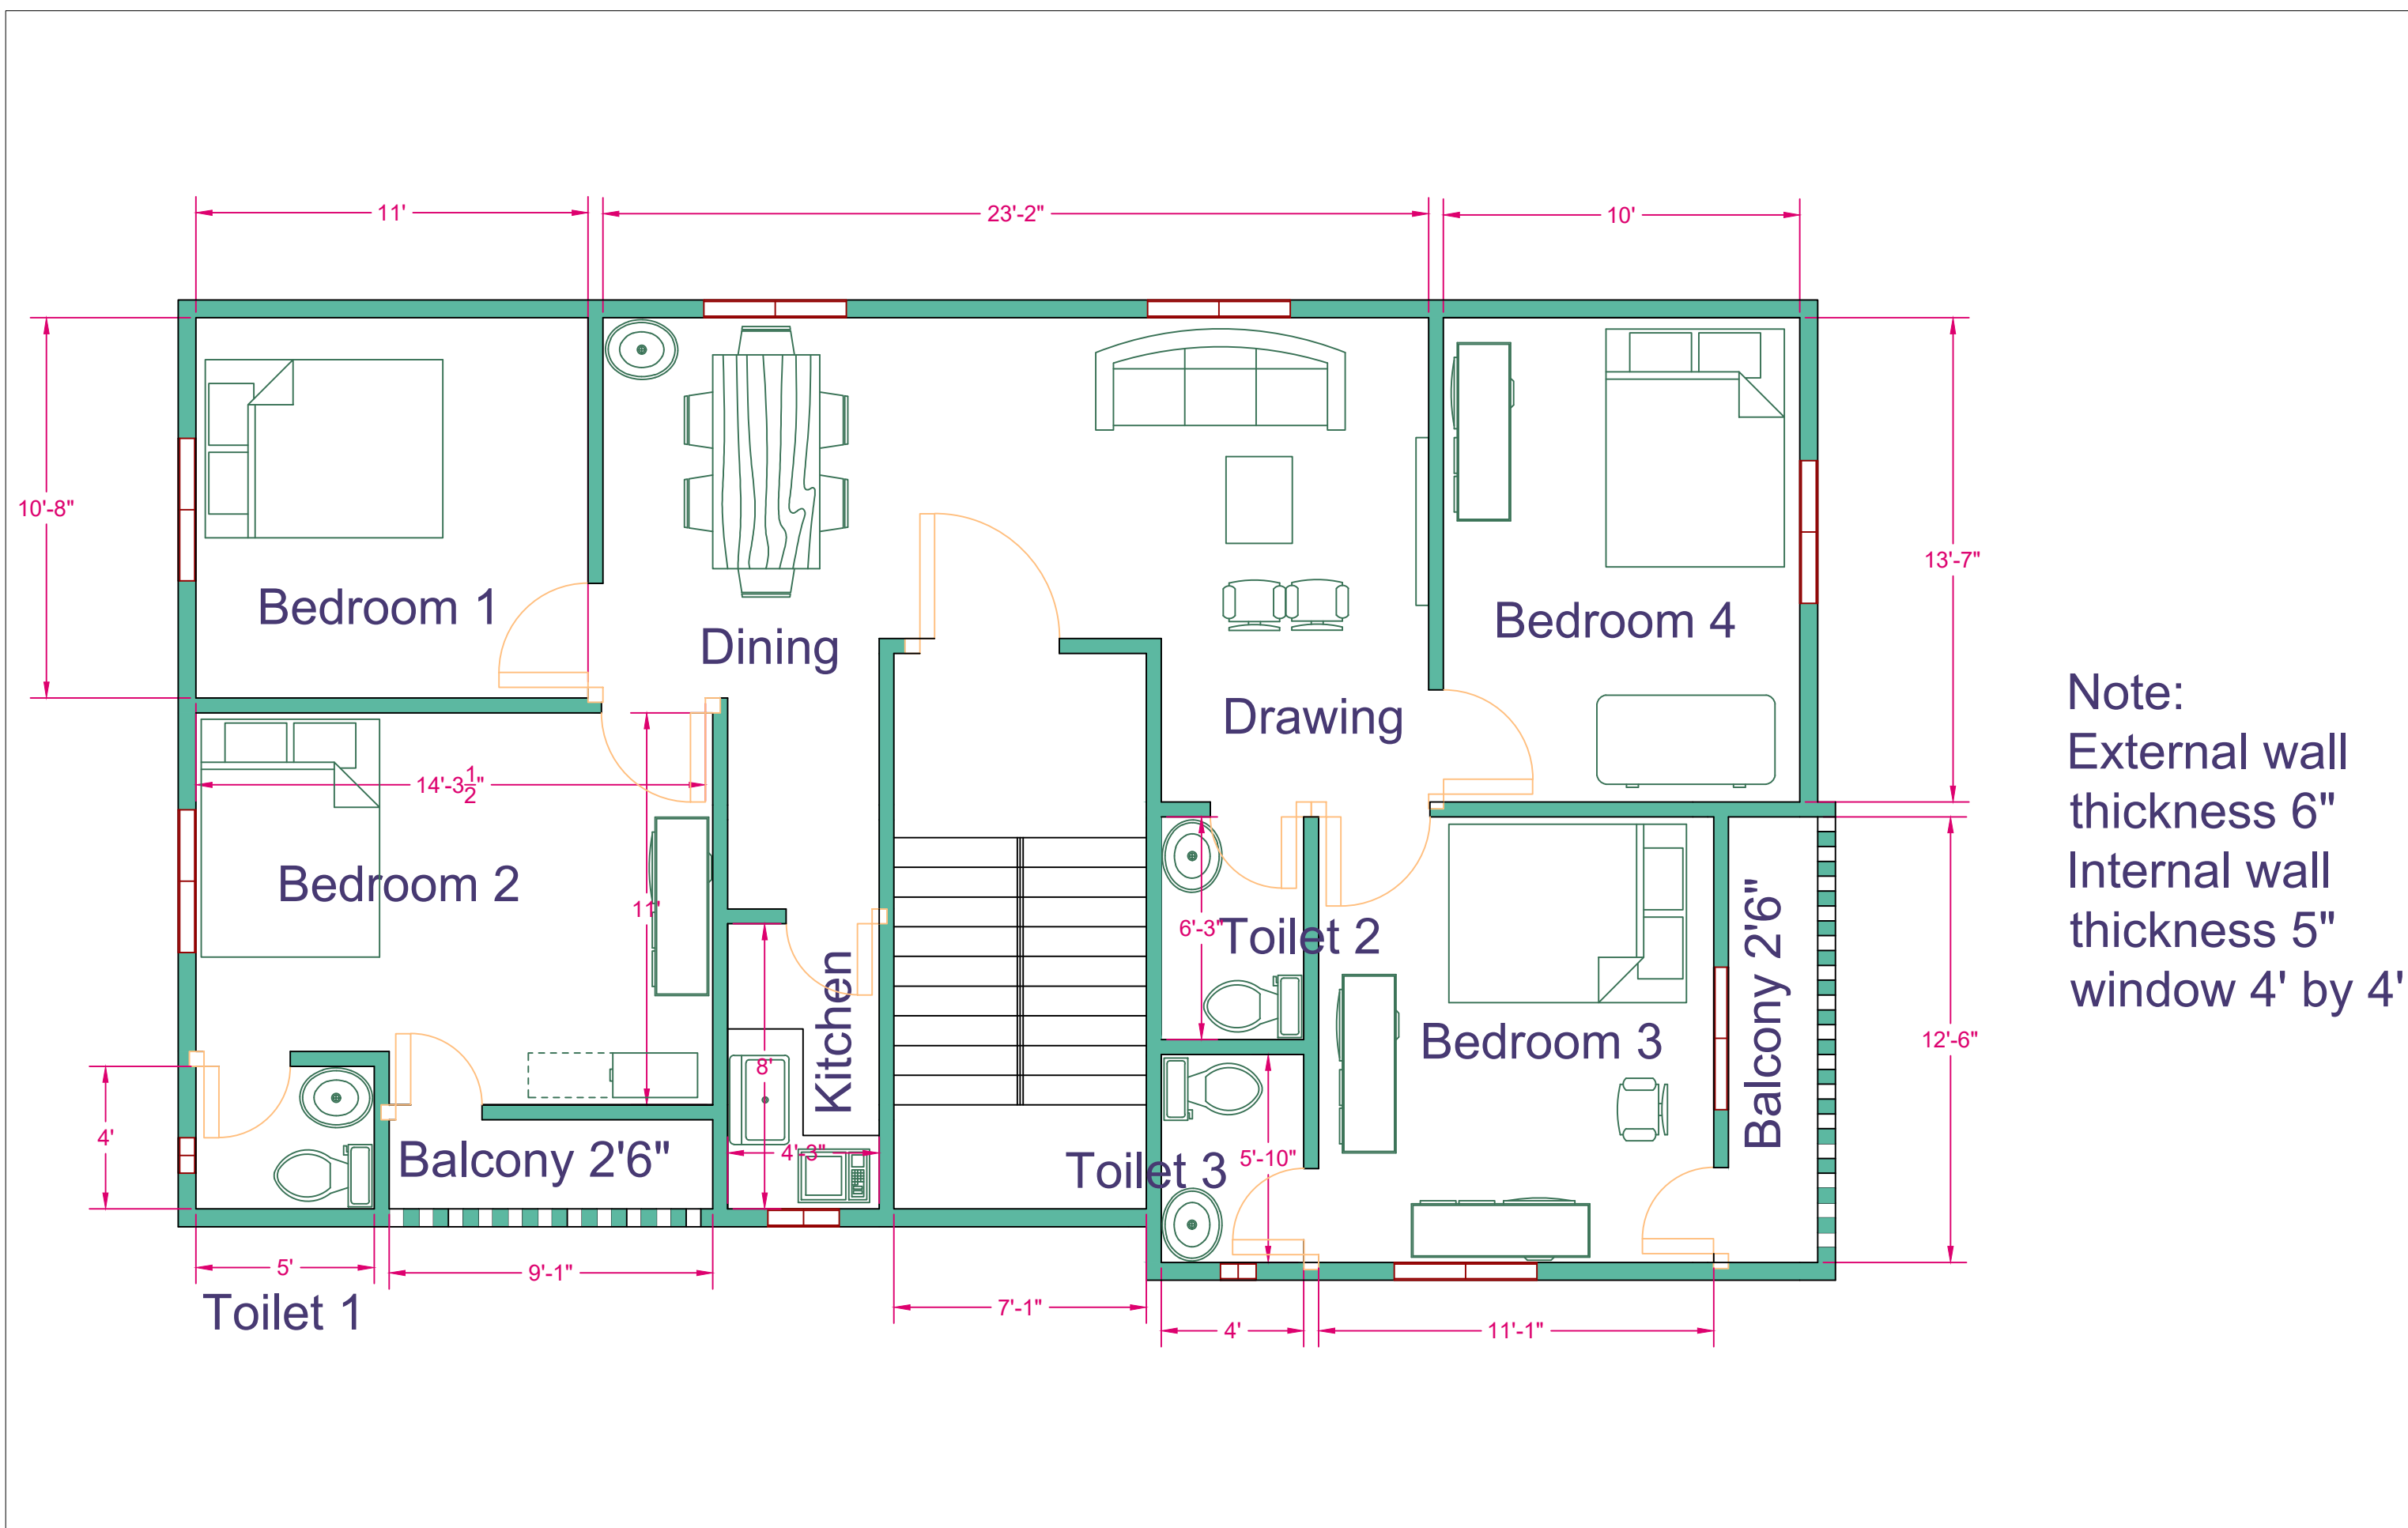 11'
23'-2"
10'
10'-8"
13'-7"
Bedroom 1
Dining
Bedroom 4
Drawing
Note:
External wall
thickness 6"
Internal wall
thickness 5"
window 4' by 4'
14'-3 1/2"
Bedroom 2
11'
6'-3"
Toilet 2
Kitchen
Bedroom 3
Balcony 2'6"
12'-6"
8'
4'
Balcony 2'6"
4'-3"
Toilet 3
5'-10"
5'
9'-1"
Toilet 1
7'-1"
4'
11'-1"